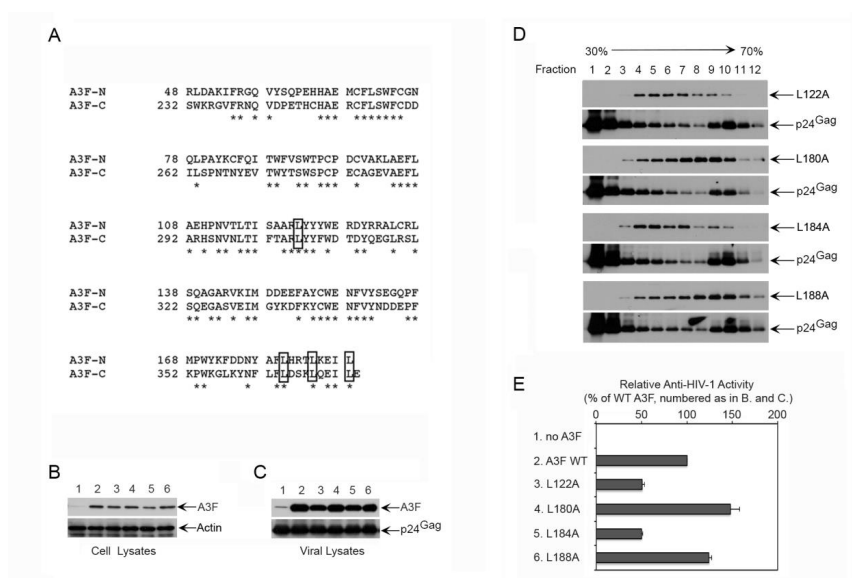 A
A3F-N 48 RLDAKIFRGQ VYSQPEHHAE MCFLSWFCGN
A3F-C 232 SWKRGVFRNQ VDPETHCHAE RCFLSWFCDD
** * * *** ******
A3F-N 78 QLPAYKCFQI TWFVSWTPCP DCVAKLAEFL
A3F-C 262 ILSPNTNYEV TWYTSWSPCP ECAGEVAEFL
* ** ** *** * ****
A3F-N 108 AEHPNVTLTI SAARLYYYWE RDYRRALCRL
A3F-C 292 ARHSNVNLTI FTARLYYFWD TDYQEGLRSL
* * ** *** ***** * ** * *
A3F-N 138 SQAGARVKIM DDEEFAYCWE NFVYSEGQPF
A3F-C 322 SQEGASVEIM GYKDFKYCWE NFVYNDDEPF
** ** * ** * **** **** **
A3F-N 168 MPWYKFDDNY AFLHRTLKEI L
A3F-C 352 KPWKGLKYNF LFLDSKLQEI LE
** * ** * ** *
B
1 2 3 4 5 6
A3F
Actin
Cell Lysates
C
1 2 3 4 5 6
A3F
p24Gag
Viral Lysates
D
30% 70%
Fraction 1 2 3 4 5 6 7 8 9 10 11 12
L122A
p24Gag
L180A
p24Gag
L184A
p24Gag
L188A
p24Gag
E
Relative Anti-HIV-1 Activity
(% of WT A3F, numbered as in B. and C.)
0 50 100 150 200
1. no A3F
2. A3F WT
3. L122A
4. L180A
5. L184A
6. L188A